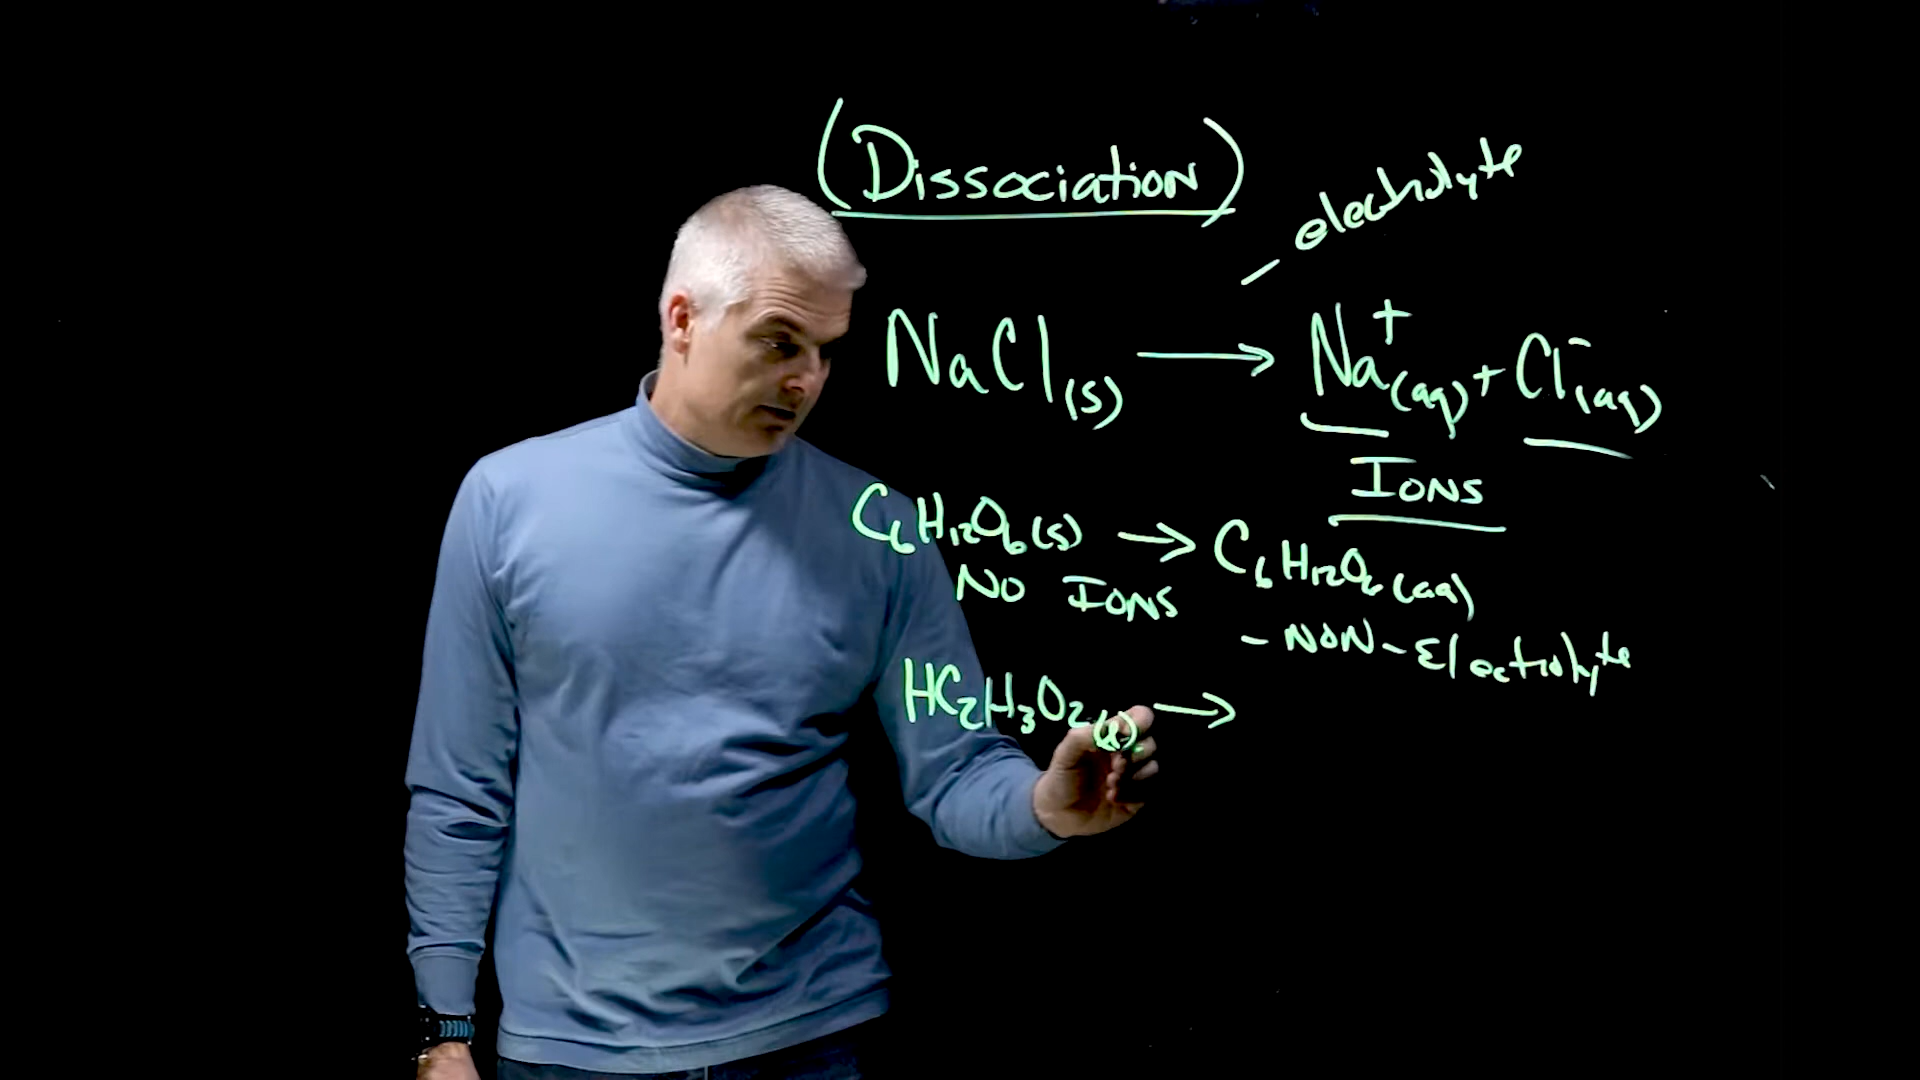 (Dissociation)
- electrolyte
NaCl(s) → Na⁺(aq) + Cl⁻(aq)
IONS
C₆H₁₂O₆(s) → C₆H₁₂O₆(aq)
NO IONS
- NON-Electrolyte
HC₂H₃O₂(l) →